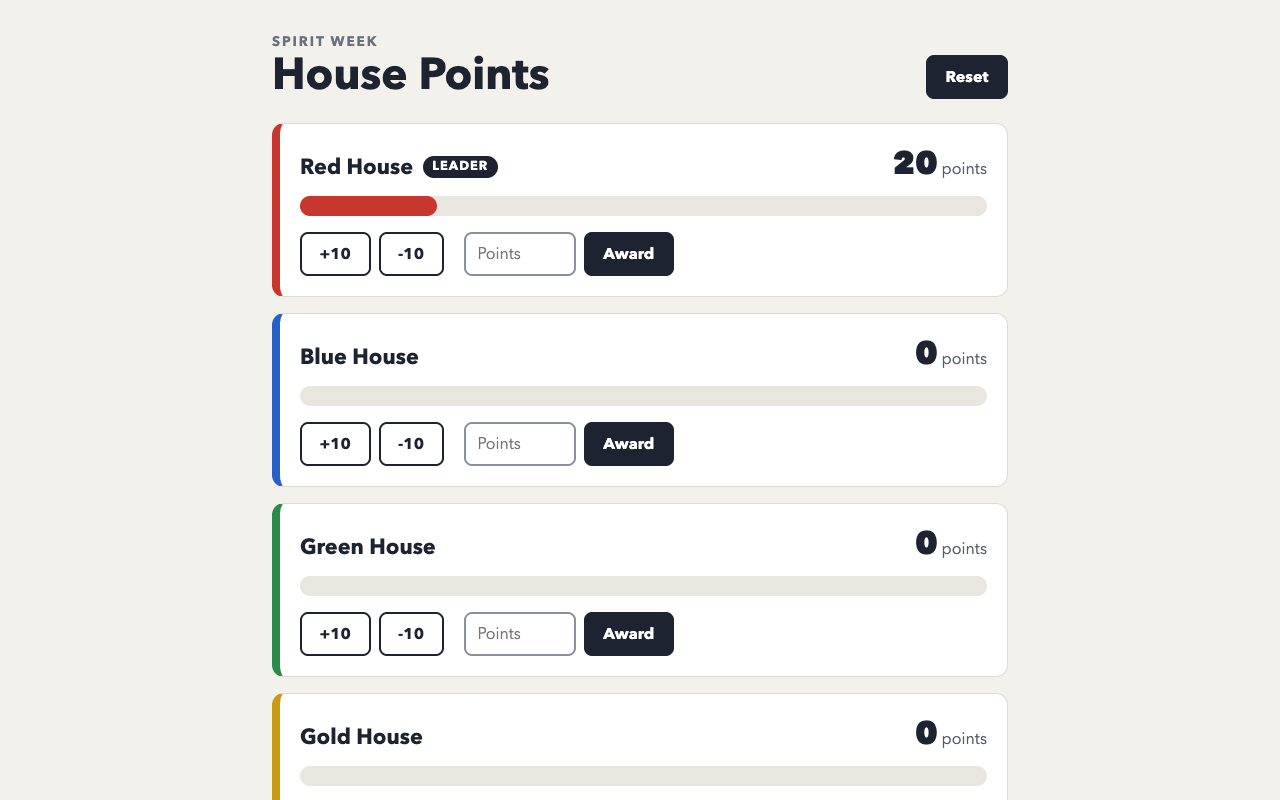 SPIRIT WEEK
House Points
Reset
Red House LEADER
20 points
+10 -10 Points Award
Blue House
0 points
+10 -10 Points Award
Green House
0 points
+10 -10 Points Award
Gold House
0 points